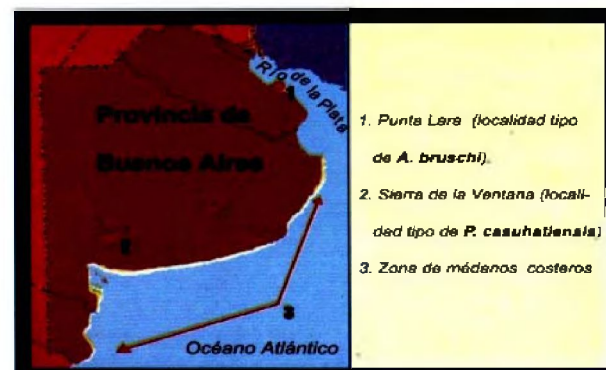 Río de la Plata
1
Provincia de
Buenos Aires
2
3
Océano Atlántico
1. Punta Lara (localidad tipo
de A. bruschi).
2. Sierra de la Ventana (locali-
dad tipo de P. casuhatiensis)
3. Zona de médanos costeros